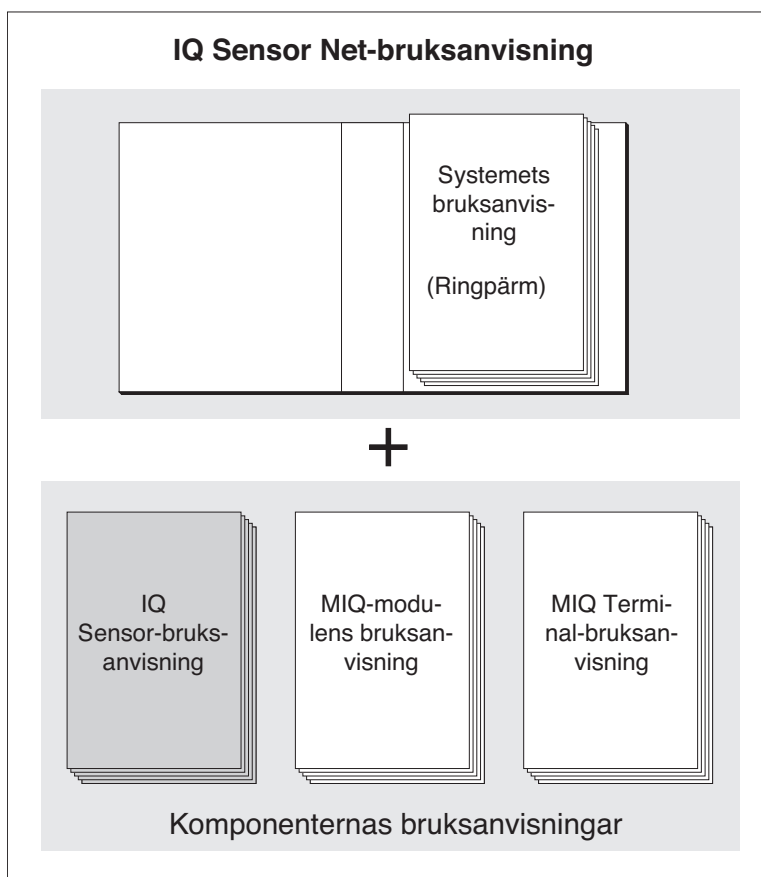 IQ Sensor Net-bruksanvisning
Systemets
bruksanvis-
ning
(Ringpärm)
+
IQ
Sensor-bruks-
anvisning
MIQ-modu-
lens bruksan-
visning
MIQ Termi-
nal-bruksan-
visning
Komponenternas bruksanvisningar